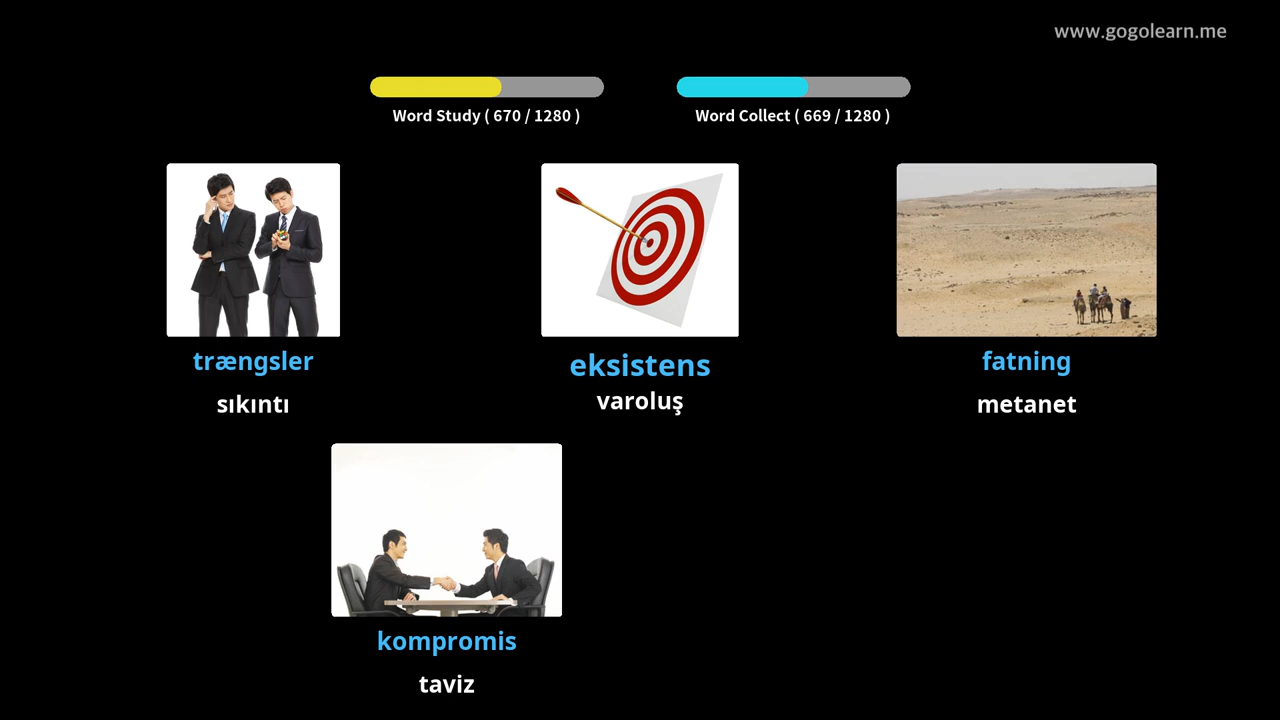 www.gogolearn.me
Word Study ( 670 / 1280 )
Word Collect ( 669 / 1280 )
trængsler
sıkıntı
eksistens
varoluş
fatning
metanet
kompromis
taviz